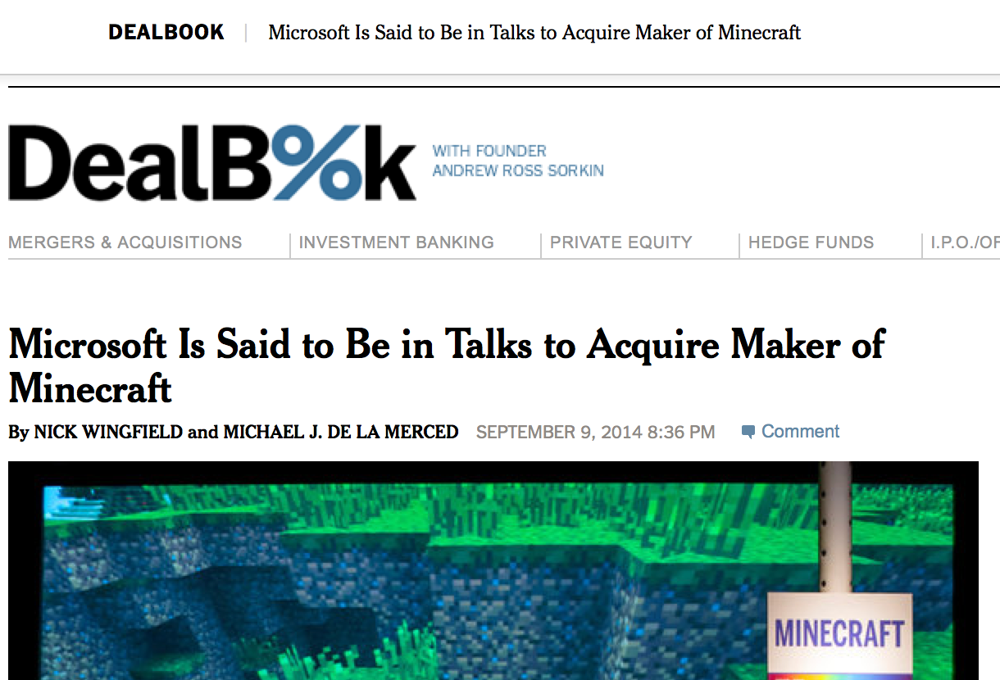 DEALBOOK | Microsoft Is Said to Be in Talks to Acquire Maker of Minecraft
DealB%k WITH FOUNDER
ANDREW ROSS SORKIN
MERGERS & ACQUISITIONS | INVESTMENT BANKING | PRIVATE EQUITY | HEDGE FUNDS | I.P.O./OF
Microsoft Is Said to Be in Talks to Acquire Maker of
Minecraft
By NICK WINGFIELD and MICHAEL J. DE LA MERCED SEPTEMBER 9, 2014 8:36 PM Comment
MINECRAFT